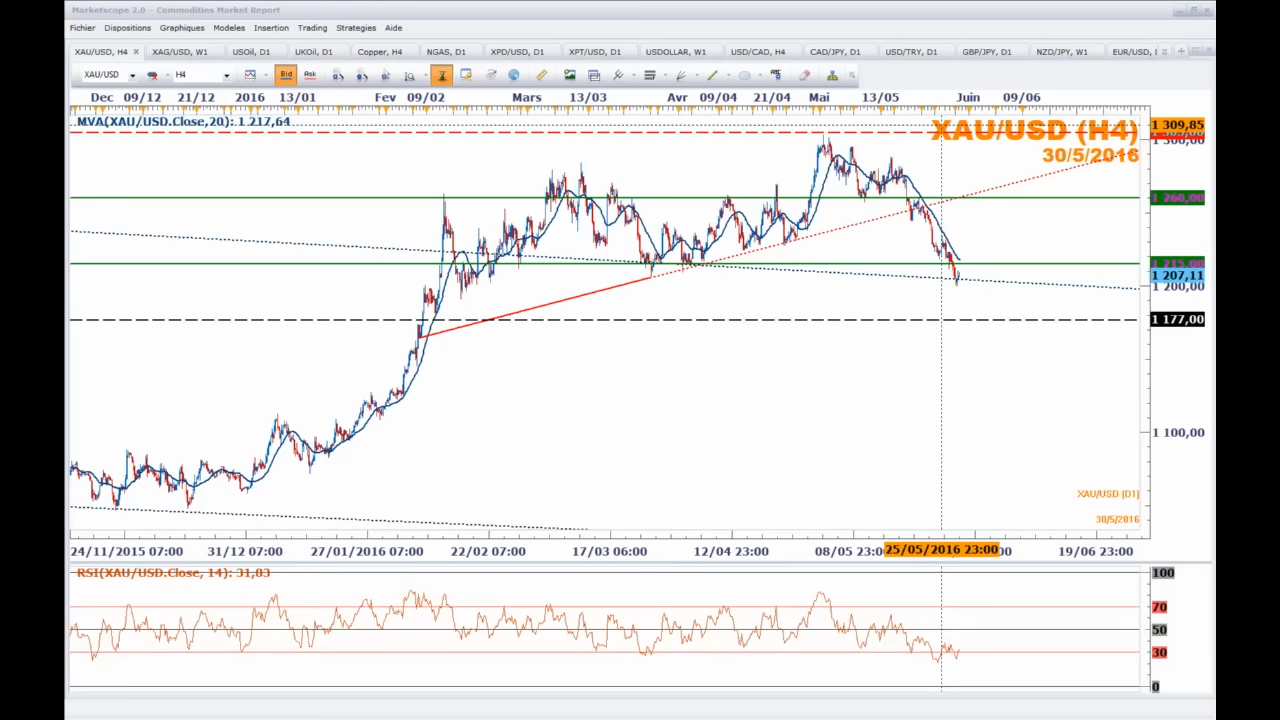 Marketscope 2.0 - Commodities Market Report
Fichier Dispositions Graphiques Modeles Insertion Trading Strategies Aide
XAU/USD, H4 XAG/USD, W1 USOil, D1 UKOil, D1 Copper, H4 NGAS, D1 XPD/USD, D1 XPT/USD, D1 USDOLLAR, W1 USD/CAD, H4 CAD/JPY, D1 USD/TRY, D1 GBP/JPY, D1 NZD/JPY, W1 EUR/USD,
XAU/USD H4 Bid Ask
Dec 09/12 21/12 2016 13/01 Fev 09/02 Mars 13/03 Avr 09/04 21/04 Mai 13/05 Juin 09/06
MVA(XAU/USD.Close,20): 1 217,64
XAU/USD (H4)
30/5/2016
1 309,85
1 300,00
1 260,00
1 215,00
1 207,11
1 200,00
1 177,00
1 100,00
XAU/USD (D1)
30/5/2016
24/11/2015 07:00 31/12 07:00 27/01/2016 07:00 22/02 07:00 17/03 06:00 12/04 23:00 08/05 23:00 25/05/2016 23:00 19/06 23:00
RSI(XAU/USD.Close, 14): 31,03
100
70
50
30
0